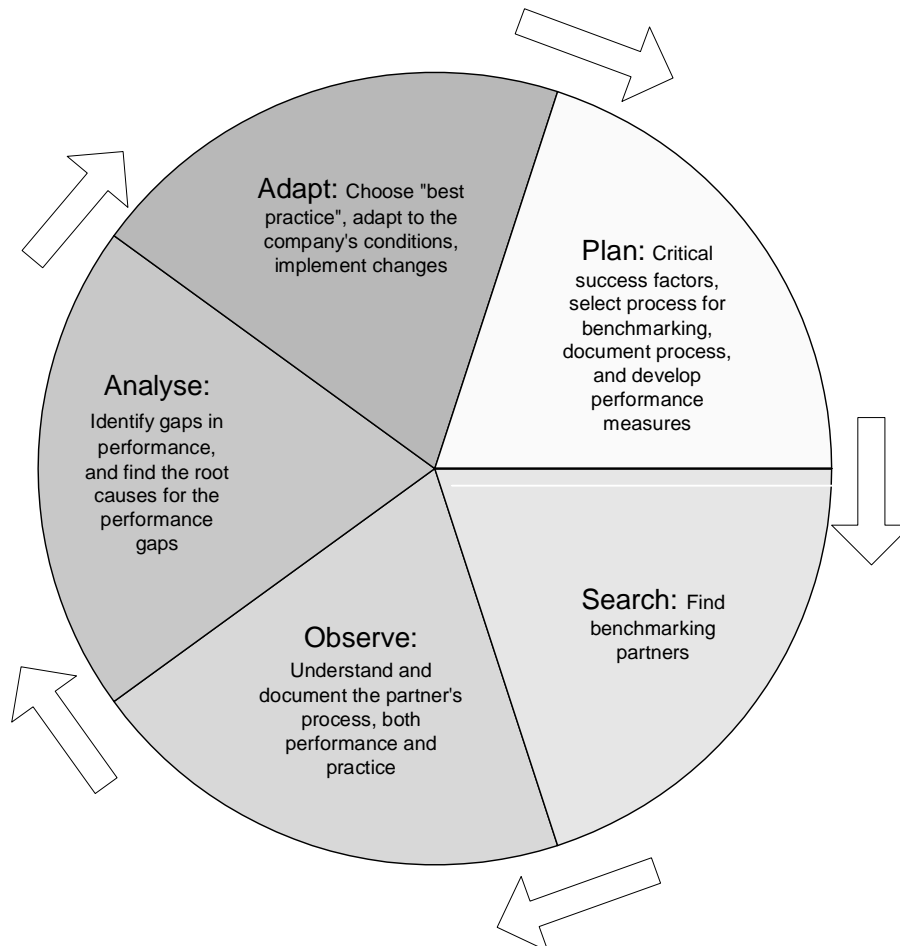 Adapt: Choose "best
practice", adapt to the
company's conditions,
implement changes
Plan: Critical
success factors,
select process for
benchmarking,
document process,
and develop
performance
measures
Search: Find
benchmarking
partners
Observe:
Understand and
document the partner's
process, both
performance and
practice
Analyse:
Identify gaps in
performance,
and find the root
causes for the
performance
gaps